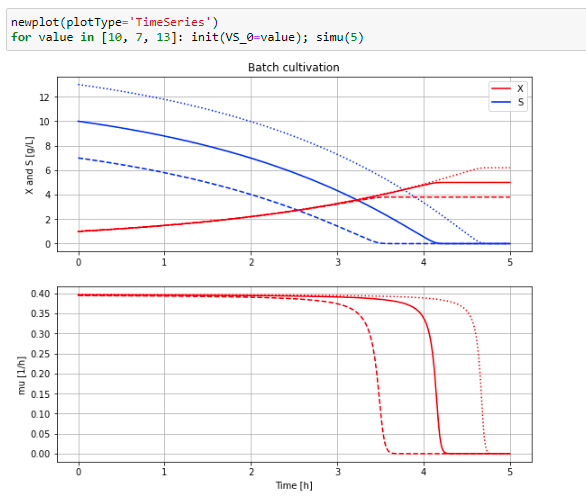 newplot(plotType='TimeSeries')
for value in [10, 7, 13]: init(VS_0=value); simu(5)
Batch cultivation
X and S [g/L]
12
10
8
6
4
2
0
X
S
0 1 2 3 4 5
mu [1/h]
0.40
0.35
0.30
0.25
0.20
0.15
0.10
0.05
0.00
0 1 2 3 4 5
Time [h]